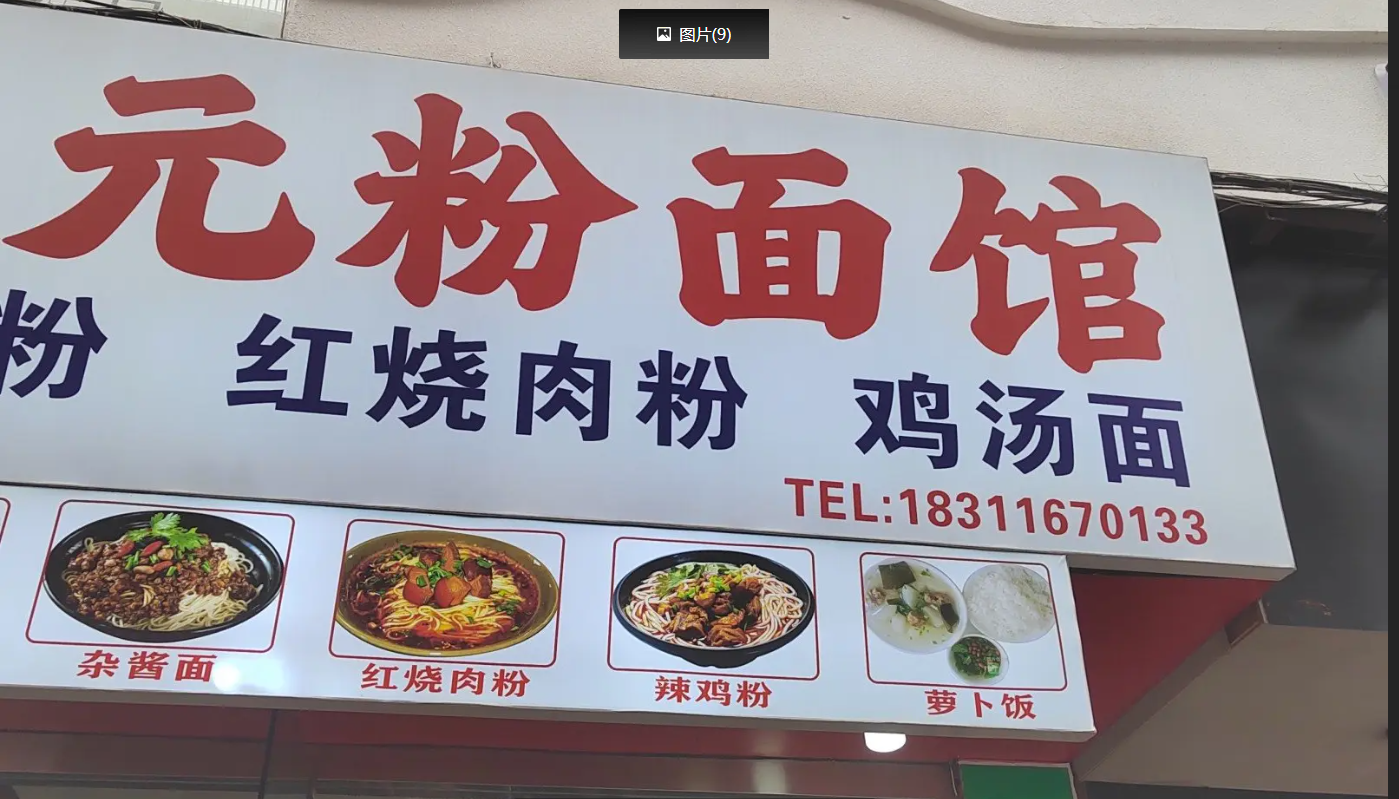 图片(9)
元粉面馆
粉 红烧肉粉 鸡汤面
TEL:18311670133
杂酱面 红烧肉粉 辣鸡粉 萝卜饭